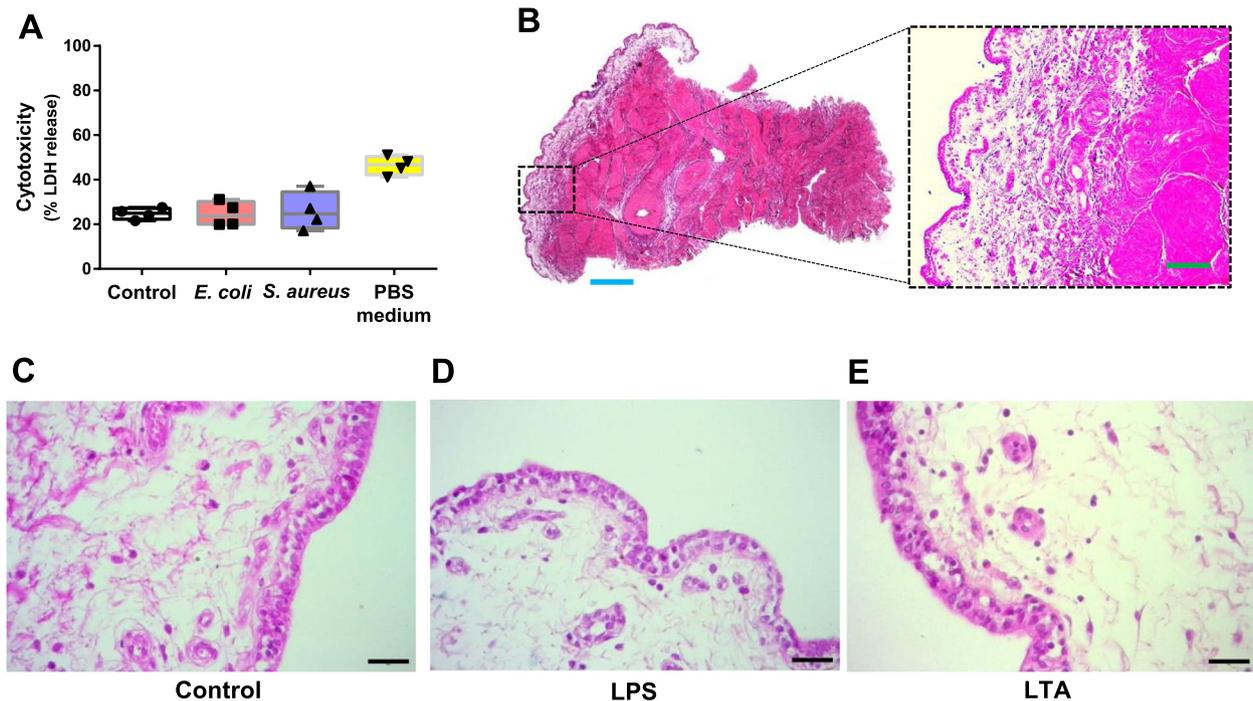 A
B
100
80
60
40
20
0
Cytotoxicity
(% LDH release)
Control
E. coli
S. aureus
PBS
medium
C
D
E
Control
LPS
LTA